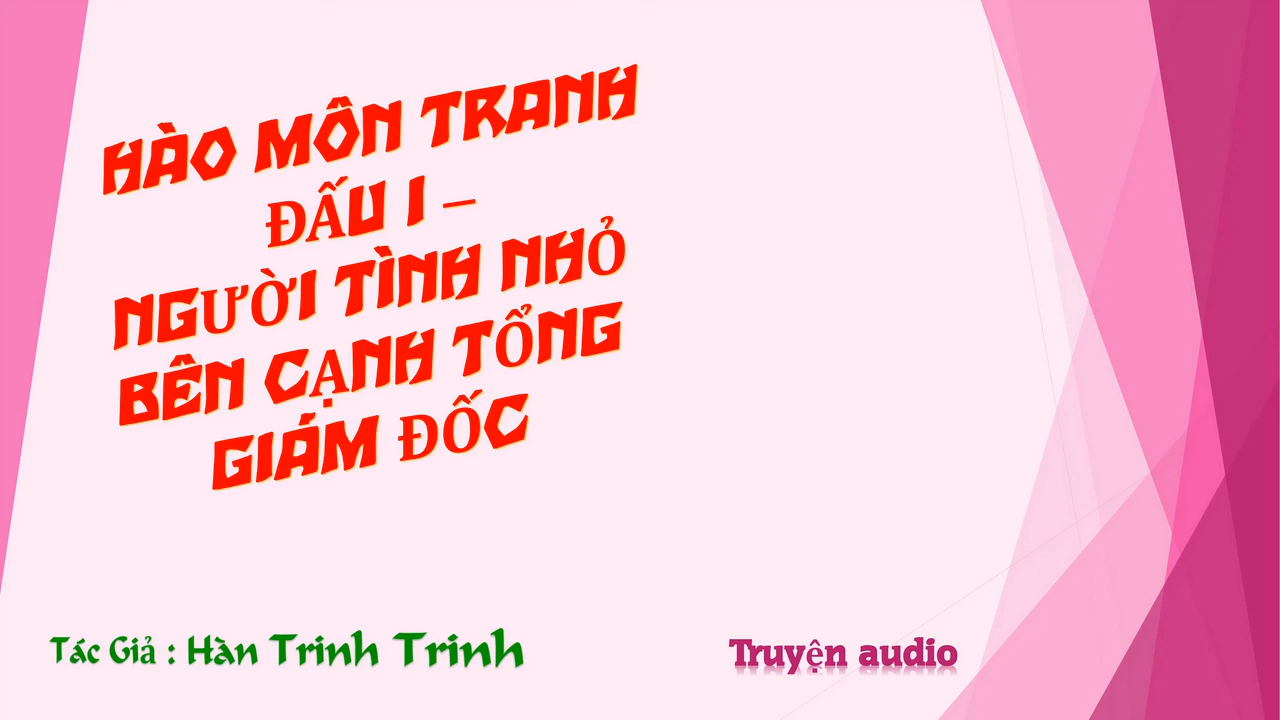 HÀO MÔN TRANH
ĐẤU I –
NGƯỜI TÌNH NHỎ
BÊN CẠNH TỔNG
GIÁM ĐỐC
Tác Giả : Hàn Trinh Trinh
Truyện audio